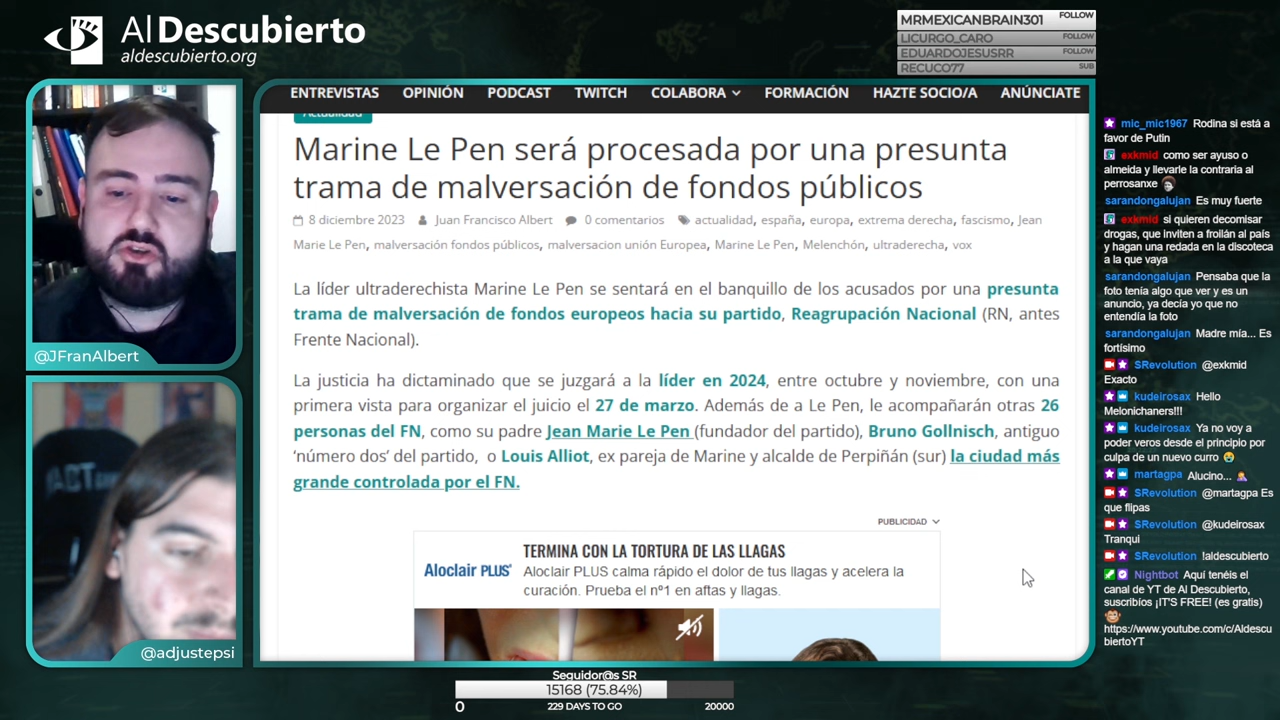 Al Descubierto
aldescubierto.org
MRMEXICANBRAIN301 FOLLOW
LICURGO_CARO FOLLOW
EDUARDOJESUSRR FOLLOW
RECUCO77 SUB
ENTREVISTAS OPINIÓN PODCAST TWITCH COLABORA FORMACIÓN HAZTE SOCIO/A ANÚNCIATE
Actualidad
Marine Le Pen será procesada por una presunta
trama de malversación de fondos públicos
8 diciembre 2023 Juan Francisco Albert 0 comentarios actualidad, españa, europa, extrema derecha, fascismo, Jean
Marie Le Pen, malversación fondos públicos, malversacion unión Europea, Marine Le Pen, Melenchón, ultraderecha, vox
La líder ultraderechista Marine Le Pen se sentará en el banquillo de los acusados por una presunta
trama de malversación de fondos europeos hacia su partido, Reagrupación Nacional (RN, antes
Frente Nacional).
La justicia ha dictaminado que se juzgará a la líder en 2024, entre octubre y noviembre, con una
primera vista para organizar el juicio el 27 de marzo. Además de a Le Pen, le acompañarán otras 26
personas del FN, como su padre Jean Marie Le Pen (fundador del partido), Bruno Gollnisch, antiguo
‘número dos’ del partido, o Louis Alliot, ex pareja de Marine y alcalde de Perpiñán (sur) la ciudad más
grande controlada por el FN.
PUBLICIDAD
TERMINA CON LA TORTURA DE LAS LLAGAS
Aloclair PLUS
Aloclair PLUS calma rápido el dolor de tus llagas y acelera la
curación. Prueba el nº1 en aftas y llagas.
@JFranAlbert
ACT
@adjustepsi
mic_mic1967 Rodina si está a
favor de Putin
exkmid como ser ayuso o
almeida y llevarle la contraria al
perrosanxe
sarandongalujan Es muy fuerte
exkmid si quieren decomisar
drogas, que inviten a froilán al país
y hagan una redada en la discoteca
a la que vaya
sarandongalujan Pensaba que la
foto tenía algo que ver y es un
anuncio, ya decía yo que no
entendía la foto
sarandongalujan Madre mía... Es
fortísimo
SRevolution @exkmid
Exacto
kudeirosax Hello
Melonichaners!!!
kudeirosax Ya no voy a
poder veros desde el principio por
culpa de un nuevo curro
martagpa Alucino...
SRevolution @martagpa Es
que flipas
SRevolution @kudeirosax
Tranqui
SRevolution !aldescubierto
Nightbot Aquí tenéis el
canal de YT de Al Descubierto,
suscribíos ¡IT'S FREE! (es gratis)
https://www.youtube.com/c/Aldescu
biertoYT
Seguidor@s SR
15168 (75.84%)
0 229 DAYS TO GO 20000